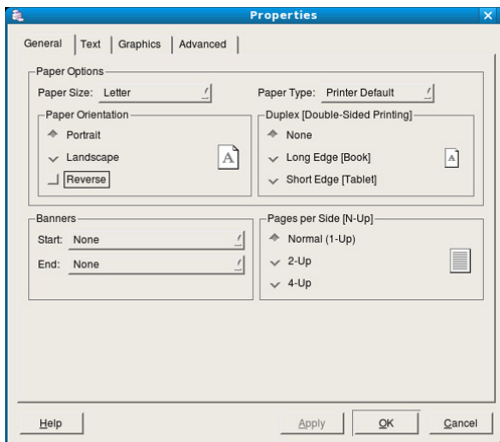 Properties
General Text Graphics Advanced
Paper Options
Paper Size: Letter Paper Type: Printer Default
Paper Orientation Duplex [Double-Sided Printing]
Portrait None
Landscape A Long Edge [Book] A
Reverse Short Edge [Tablet]
Banners Pages per Side [N-Up]
Start: None Normal (1-Up)
End: None 2-Up
4-Up
Help Apply OK Cancel